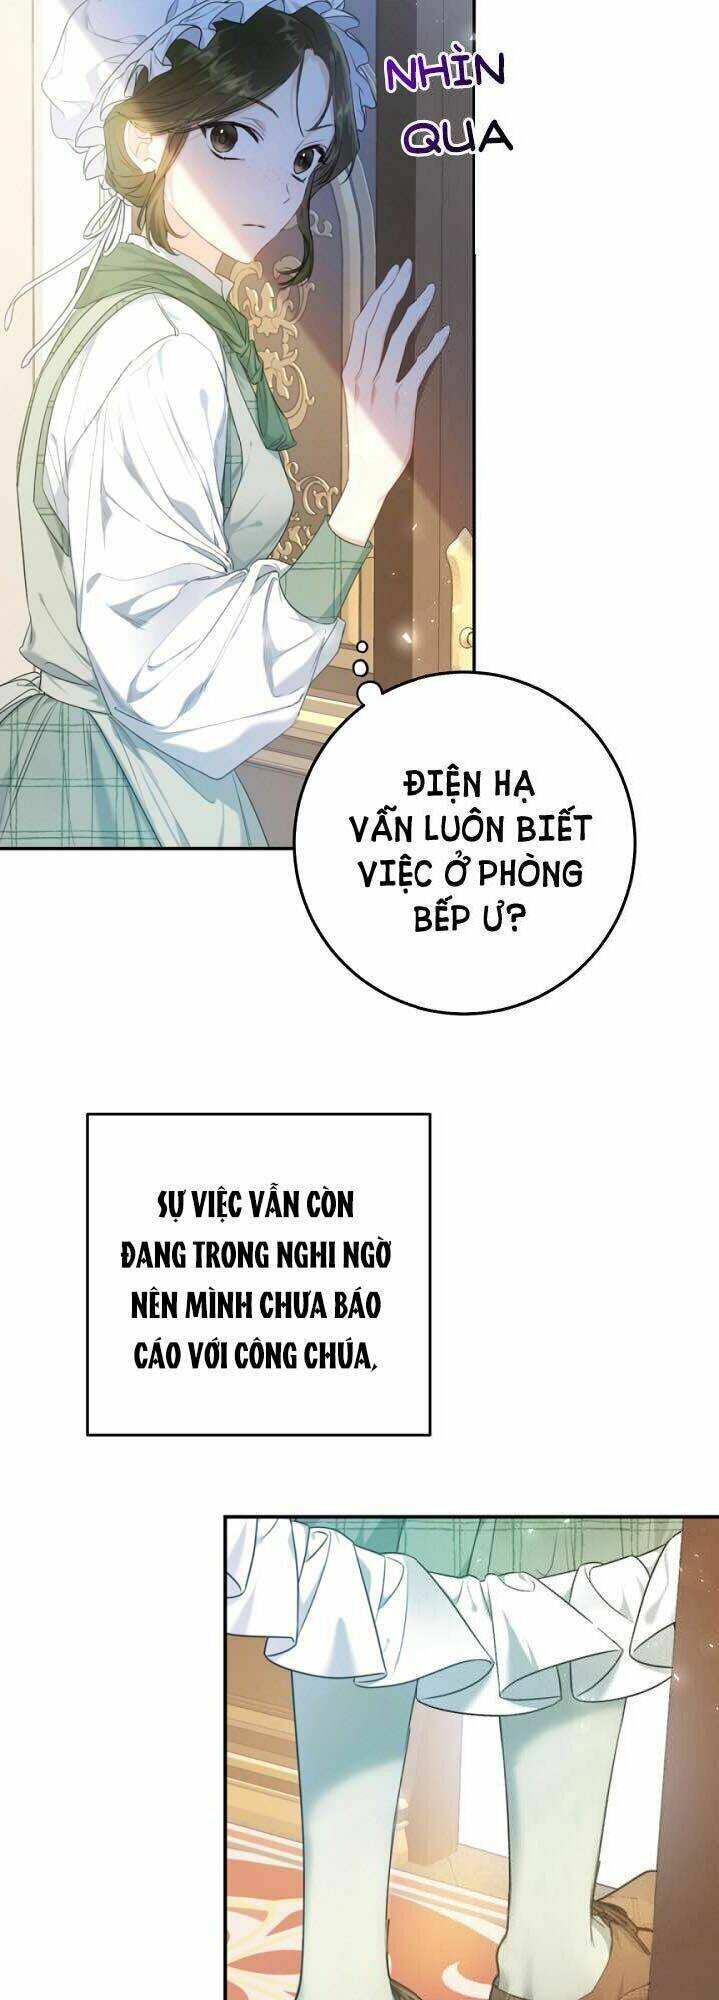 NHÌN
QUA
ĐIỆN HẠ
VẪN LUÔN BIẾT
VIỆC Ở PHÒNG
BẾP Ư?
SỰ VIỆC VẪN CÒN
ĐANG TRONG NGHI NGỜ
NÊN MÌNH CHƯA BÁO
CÁO VỚI CÔNG CHÚA,